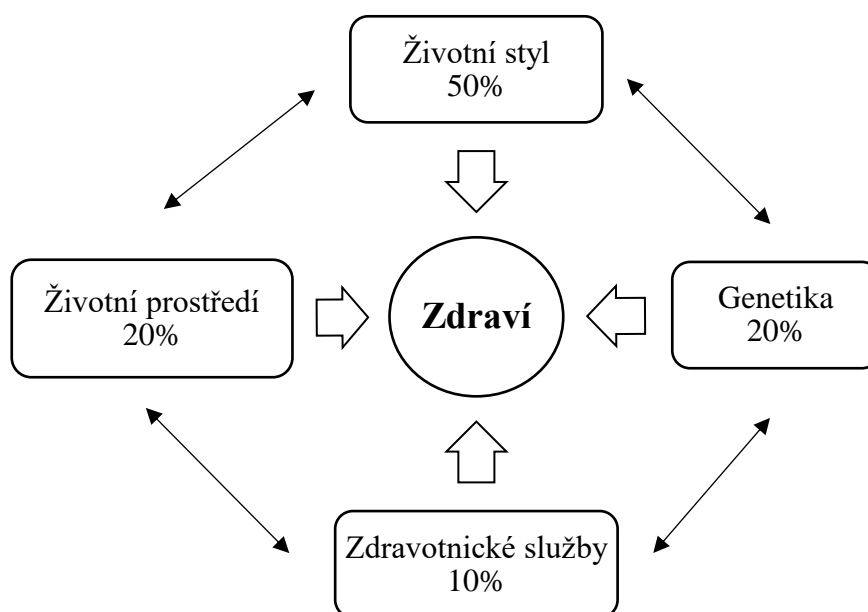 Životní styl
50%
Životní prostředí
20%
Zdraví
Genetika
20%
Zdravotnické služby
10%